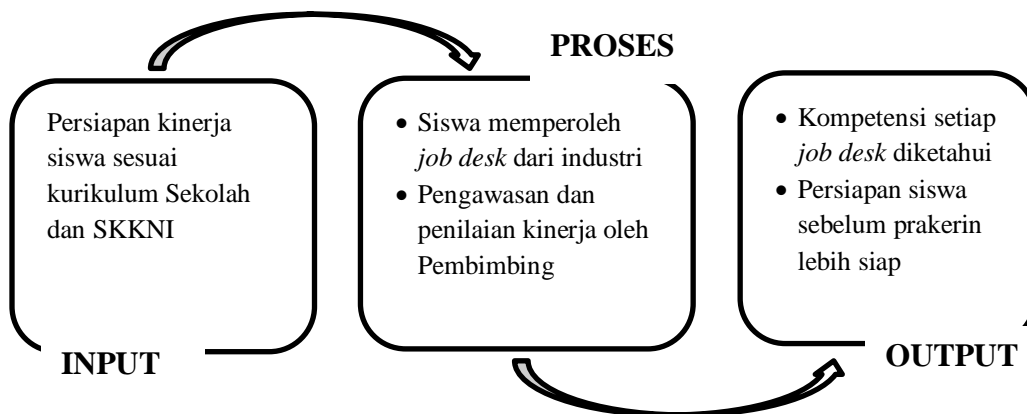 Persiapan kinerja
siswa sesuai
kurikulum Sekolah
dan SKKNI
INPUT
PROSES
• Siswa memperoleh
job desk dari industri
• Pengawasan dan
penilaian kinerja oleh
Pembimbing
• Kompetensi setiap
job desk diketahui
• Persiapan siswa
sebelum prakerin
lebih siap
OUTPUT